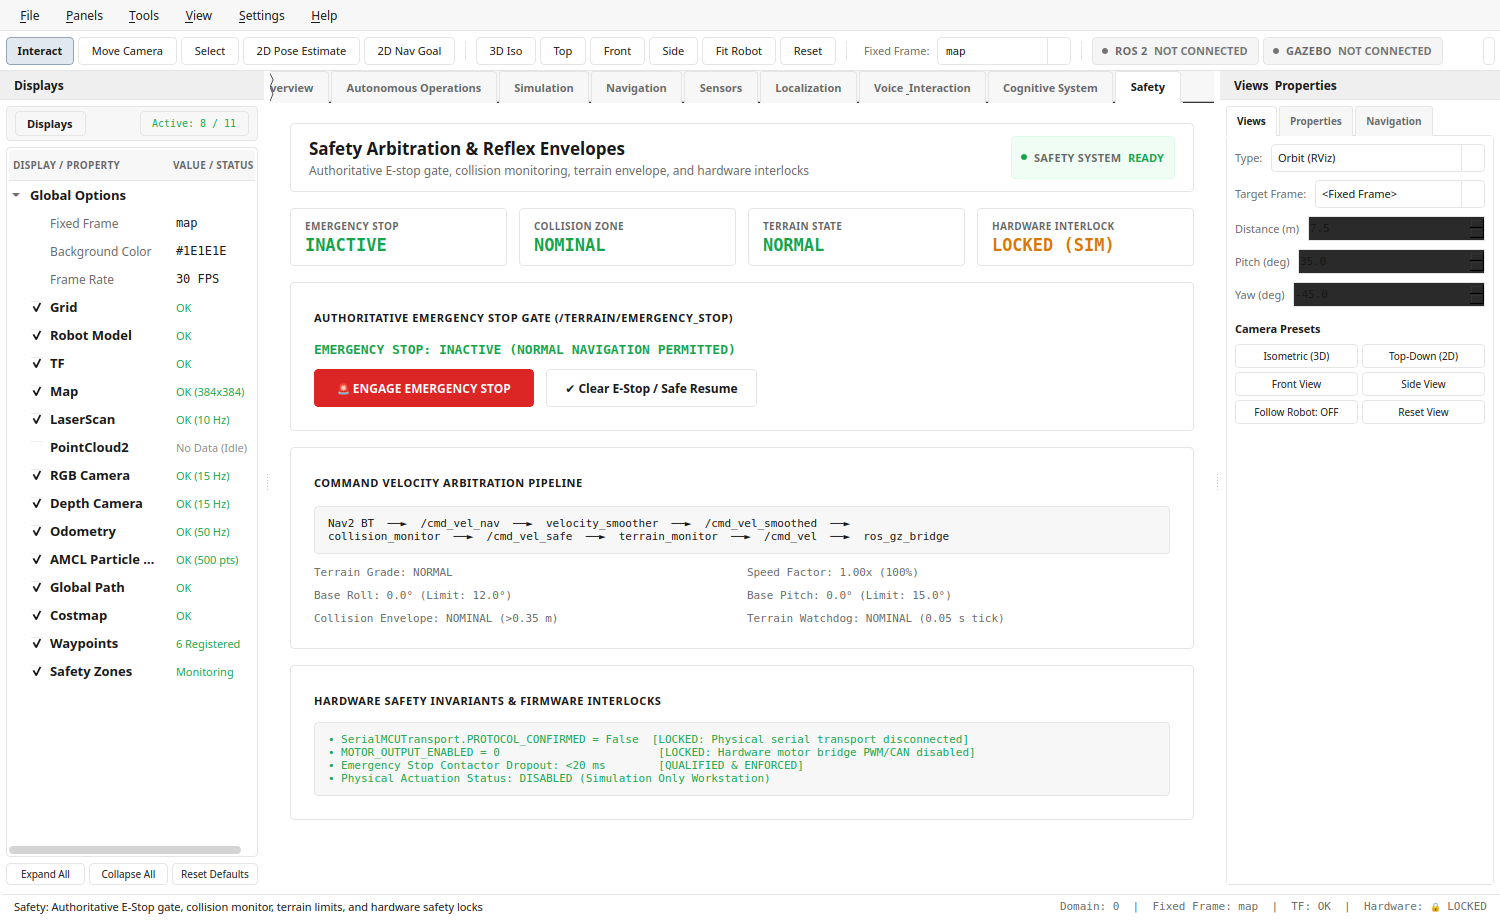 File Panels Tools View Settings Help
Interact Move Camera Select 2D Pose Estimate 2D Nav Goal 3D Iso Top Front Side Fit Robot Reset Fixed Frame: map ● ROS 2 NOT CONNECTED ● GAZEBO NOT CONNECTED
Displays
Displays Active: 8 / 11
DISPLAY / PROPERTY VALUE / STATUS
Global Options
Fixed Frame map
Background Color #1E1E1E
Frame Rate 30 FPS
✓ Grid OK
✓ Robot Model OK
✓ TF OK
✓ Map OK (384x384)
✓ LaserScan OK (10 Hz)
PointCloud2 No Data (Idle)
✓ RGB Camera OK (15 Hz)
✓ Depth Camera OK (15 Hz)
✓ Odometry OK (50 Hz)
✓ AMCL Particle ... OK (500 pts)
✓ Global Path OK
✓ Costmap OK
✓ Waypoints 6 Registered
✓ Safety Zones Monitoring
Expand All Collapse All Reset Defaults
verview Autonomous Operations Simulation Navigation Sensors Localization Voice_Interaction Cognitive System Safety
Safety Arbitration & Reflex Envelopes
Authoritative E-stop gate, collision monitoring, terrain envelope, and hardware interlocks
● SAFETY SYSTEM READY
EMERGENCY STOP
INACTIVE
COLLISION ZONE
NOMINAL
TERRAIN STATE
NORMAL
HARDWARE INTERLOCK
LOCKED (SIM)
AUTHORITATIVE EMERGENCY STOP GATE (/TERRAIN/EMERGENCY_STOP)
EMERGENCY STOP: INACTIVE (NORMAL NAVIGATION PERMITTED)
🚨 ENGAGE EMERGENCY STOP ✔ Clear E-Stop / Safe Resume
COMMAND VELOCITY ARBITRATION PIPELINE
Nav2 BT ──► /cmd_vel_nav ──► velocity_smoother ──► /cmd_vel_smoothed ──►
collision_monitor ──► /cmd_vel_safe ──► terrain_monitor ──► /cmd_vel ──► ros_gz_bridge
Terrain Grade: NORMAL Speed Factor: 1.00x (100%)
Base Roll: 0.0° (Limit: 12.0°) Base Pitch: 0.0° (Limit: 15.0°)
Collision Envelope: NOMINAL (>0.35 m) Terrain Watchdog: NOMINAL (0.05 s tick)
HARDWARE SAFETY INVARIANTS & FIRMWARE INTERLOCKS
• SerialMCUTransport.PROTOCOL_CONFIRMED = False [LOCKED: Physical serial transport disconnected]
• MOTOR_OUTPUT_ENABLED = 0 [LOCKED: Hardware motor bridge PWM/CAN disabled]
• Emergency Stop Contactor Dropout: <20 ms [QUALIFIED & ENFORCED]
• Physical Actuation Status: DISABLED (Simulation Only Workstation)
Views Properties
Views Properties Navigation
Type: Orbit (RViz)
Target Frame: <Fixed Frame>
Distance (m) 7.5
Pitch (deg) 35.0
Yaw (deg) 45.0
Camera Presets
Isometric (3D) Top-Down (2D)
Front View Side View
Follow Robot: OFF Reset View
Safety: Authoritative E-Stop gate, collision monitor, terrain limits, and hardware safety locks
Domain: 0 | Fixed Frame: map | TF: OK | Hardware: 🔒 LOCKED